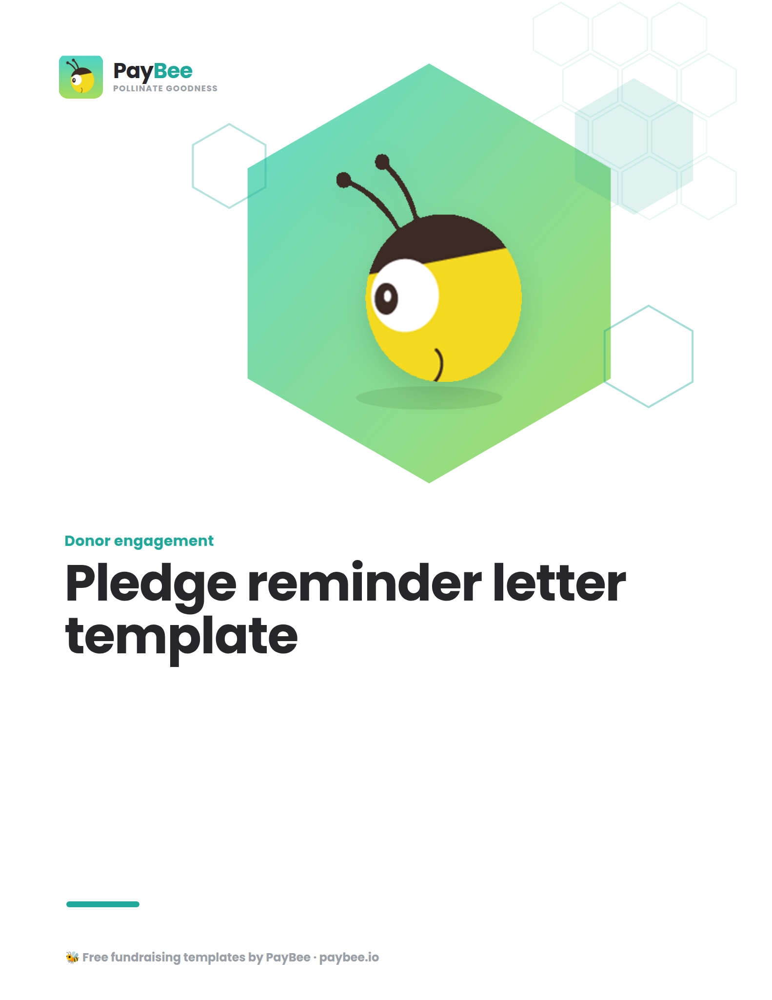 PayBee
POLLINATE GOODNESS
Donor engagement
Pledge reminder letter
template
🐝 Free fundraising templates by PayBee · paybee.io